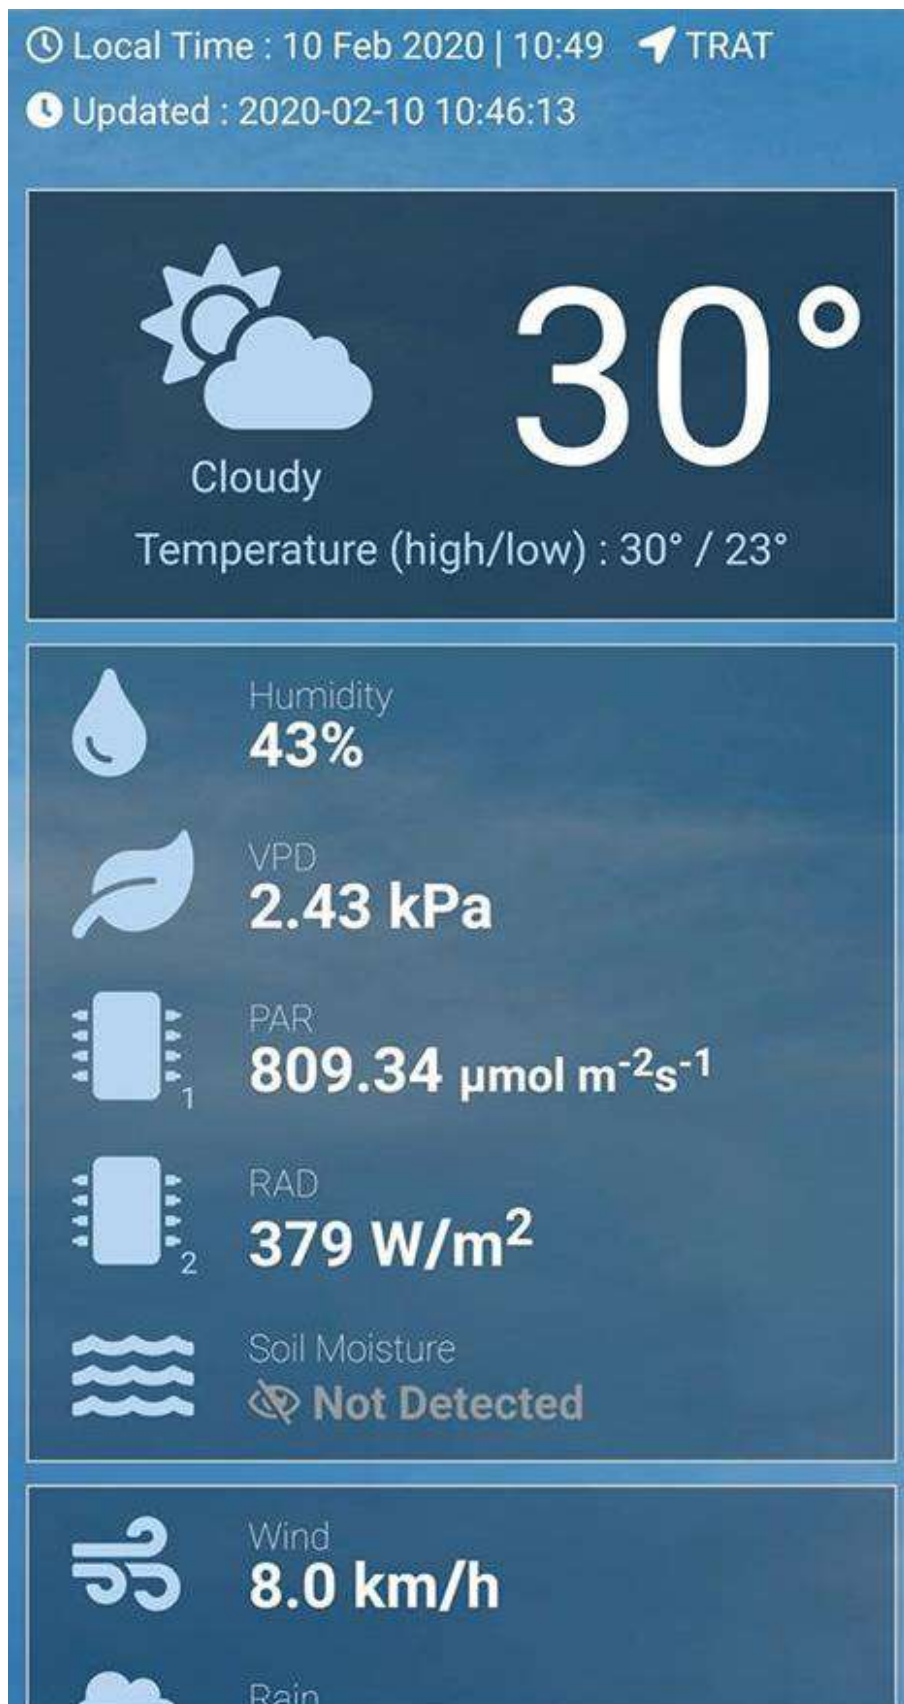 Local Time : 10 Feb 2020 | 10:49 TRAT
Updated : 2020-02-10 10:46:13
30°
Cloudy
Temperature (high/low) : 30° / 23°
Humidity
43%
VPD
2.43 kPa
PAR
809.34 μmol m⁻²s⁻¹
1
RAD
379 W/m²
2
Soil Moisture
Not Detected
Wind
8.0 km/h
Rain